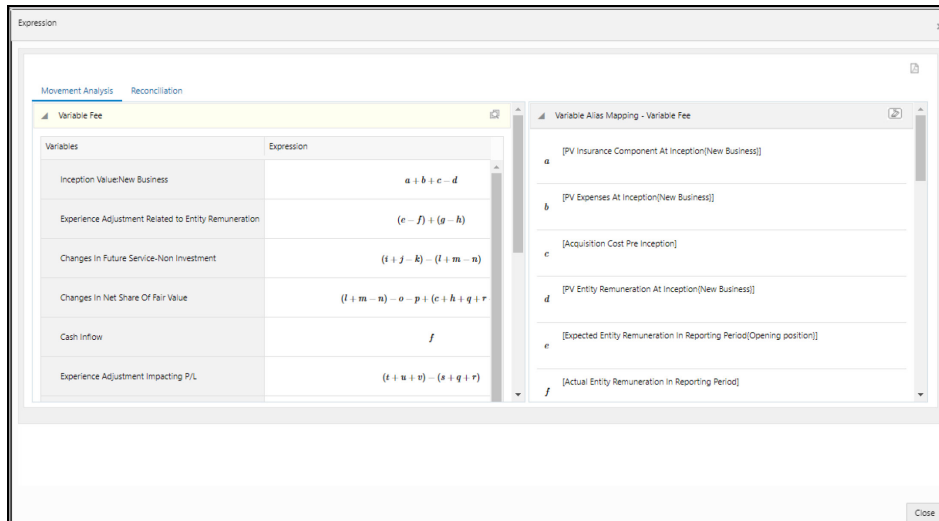 Expression
Movement Analysis Reconciliation
Variable Fee
Variables Expression
Inception Value:New Business a + b + c – d
Experience Adjustment Related to Entity Remuneration (e – f) + (g – h)
Changes In Future Service-Non Investment (i + j – k) – (l + m – n)
Changes In Net Share Of Fair Value (l + m – n) – o – p + (c + h + q + r
Cash Inflow f
Experience Adjustment Impacting P/L (t + u + v) – (s + q + r)
Variable Alias Mapping - Variable Fee
a [PV Insurance Component At Inception(New Business)]
b [PV Expenses At Inception(New Business)]
c [Acquisition Cost Pre Inception]
d [PV Entity Remuneration At Inception(New Business)]
e [Expected Entity Remuneration In Reporting Period(Opening position)]
f [Actual Entity Remuneration In Reporting Period]
Close